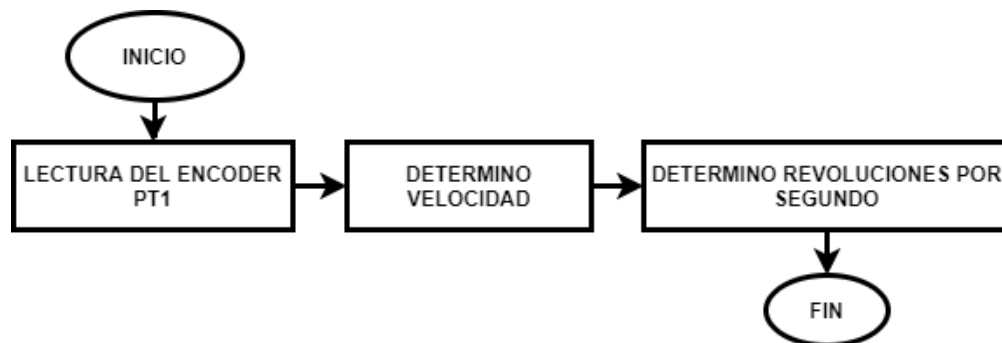 INICIO
LECTURA DEL ENCODER
PT1
DETERMINO
VELOCIDAD
DETERMINO REVOLUCIONES POR
SEGUNDO
FIN